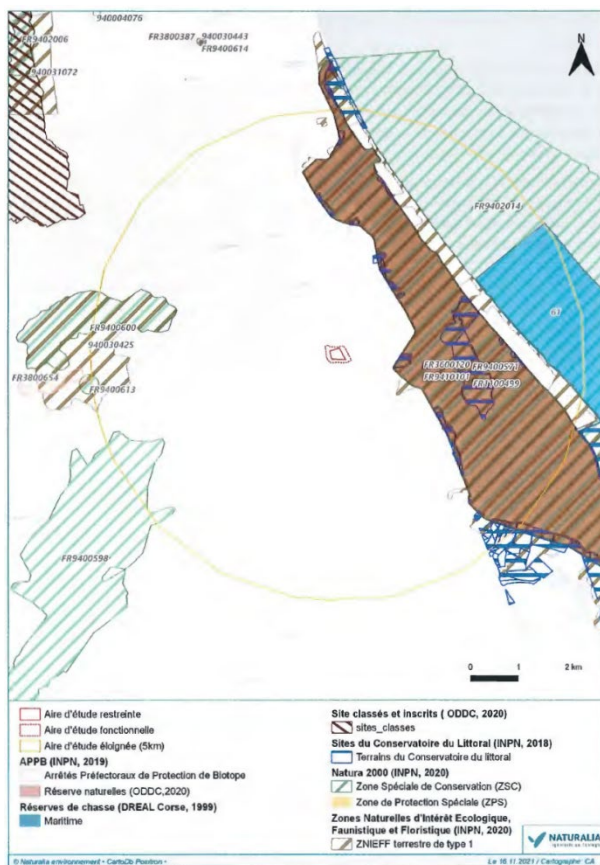 940004076
FR9402006
FR3800387 940030443
FR9400614
940031072
N
FR9402014
61
FR9400600
940030425
FR3800654
FR9400613
FR3600120 FR9400571
FR9410101 FR1100499
FR9400598
0 1 2 km
Aire d'étude restreinte
Aire d'étude fonctionnelle
Aire d'étude éloignée (5km)
APPB (INPN, 2019)
Arrêtés Préfectoraux de Protection de Biotope
Réserve naturelles (ODDC,2020)
Réserves de chasse (DREAL Corse, 1999)
Maritime
Site classés et inscrits ( ODDC, 2020)
sites_classes
Sites du Conservatoire du Littoral (INPN, 2018)
Terrains du Conservatoire du littoral
Natura 2000 (INPN, 2020)
Zone Spéciale de Conservation (ZSC)
Zone de Protection Spéciale (ZPS)
Zones Naturelles d'Intérêt Ecologique,
Faunistique et Floristique (INPN, 2020)
ZNIEFF terrestre de type 1
NATURALIA
© Naturalia environnement - CartoDb Positron -
Le 16 11 2021 / Cartographe: CA